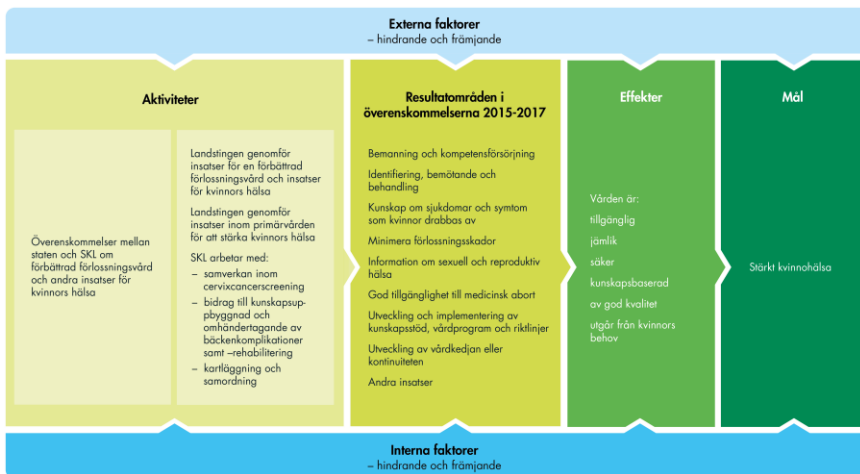 Externa faktorer
– hindrande och främjande
Aktiviteter
Överenskommelser mellan
staten och SKL om
förbättrad förlossningsvård
och andra insatser för
kvinnors hälsa
Landstingen genomför
insatser för en förbättrad
förlossningsvård och insatser
för kvinnors hälsa
Landstingen genomför
insatser inom primärvården
för att stärka kvinnors hälsa
SKL arbetar med:
– samverkan inom
cervixcancerscreening
– bidrag till kunskapsup-
pbyggnad och
omhändertagande av
bäckenkomplikationer
samt –rehabilitering
– kartläggning och
samordning
Resultatområden i
överenskommelserna 2015-2017
Bemanning och kompetensförsörjning
Identifiering, bemötande och
behandling
Kunskap om sjukdomar och symtom
som kvinnor drabbas av
Minimera förlossningsskador
Information om sexuell och reproduktiv
hälsa
God tillgänglighet till medicinsk abort
Utveckling och implementering av
kunskapsstöd, vårdprogram och riktlinjer
Utveckling av vårdkedjan eller
kontinuiteten
Andra insatser
Effekter
Vården är:
tillgänglig
jämlik
säker
kunskapsbaserad
av god kvalitet
utgår från kvinnors
behov
Mål
Stärkt kvinnohälsa
Interna faktorer
– hindrande och främjande